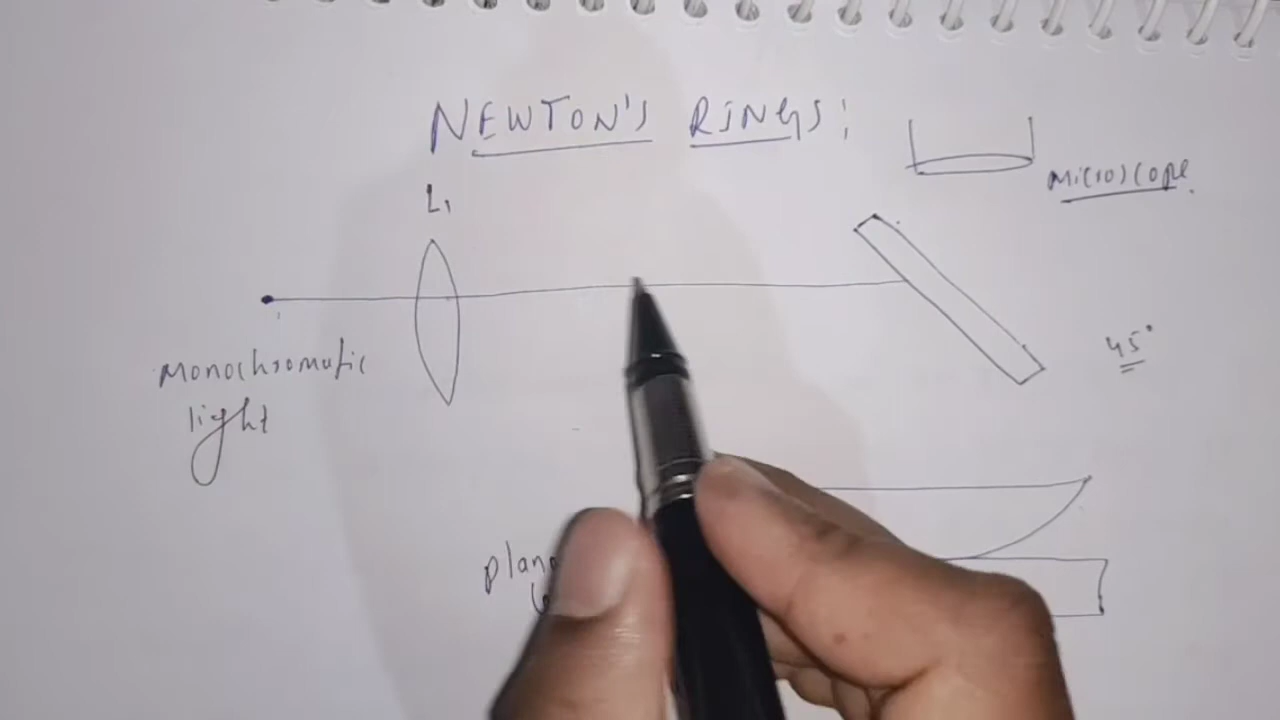 NEWTON'S RINGS:
MICROSCOPE.
L₁
45°
Monochromatic
light